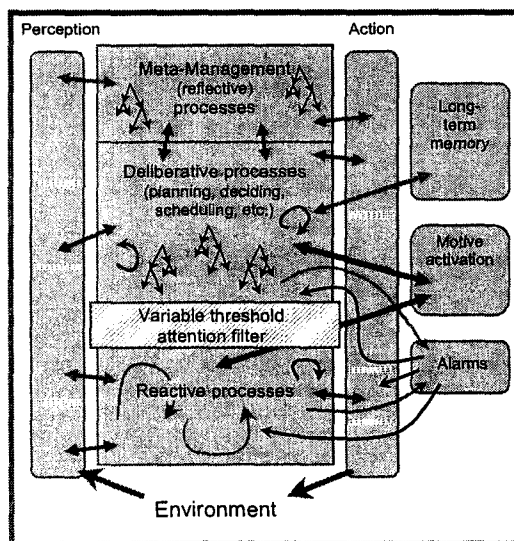 Perception
Action
Meta-Management
(reflective)
processes
Long-
term
memory
Deliberative processes
(planning, deciding,
scheduling, etc.)
Motive
activation
Variable threshold
attention filter
Alarms
Reactive processes
Environment